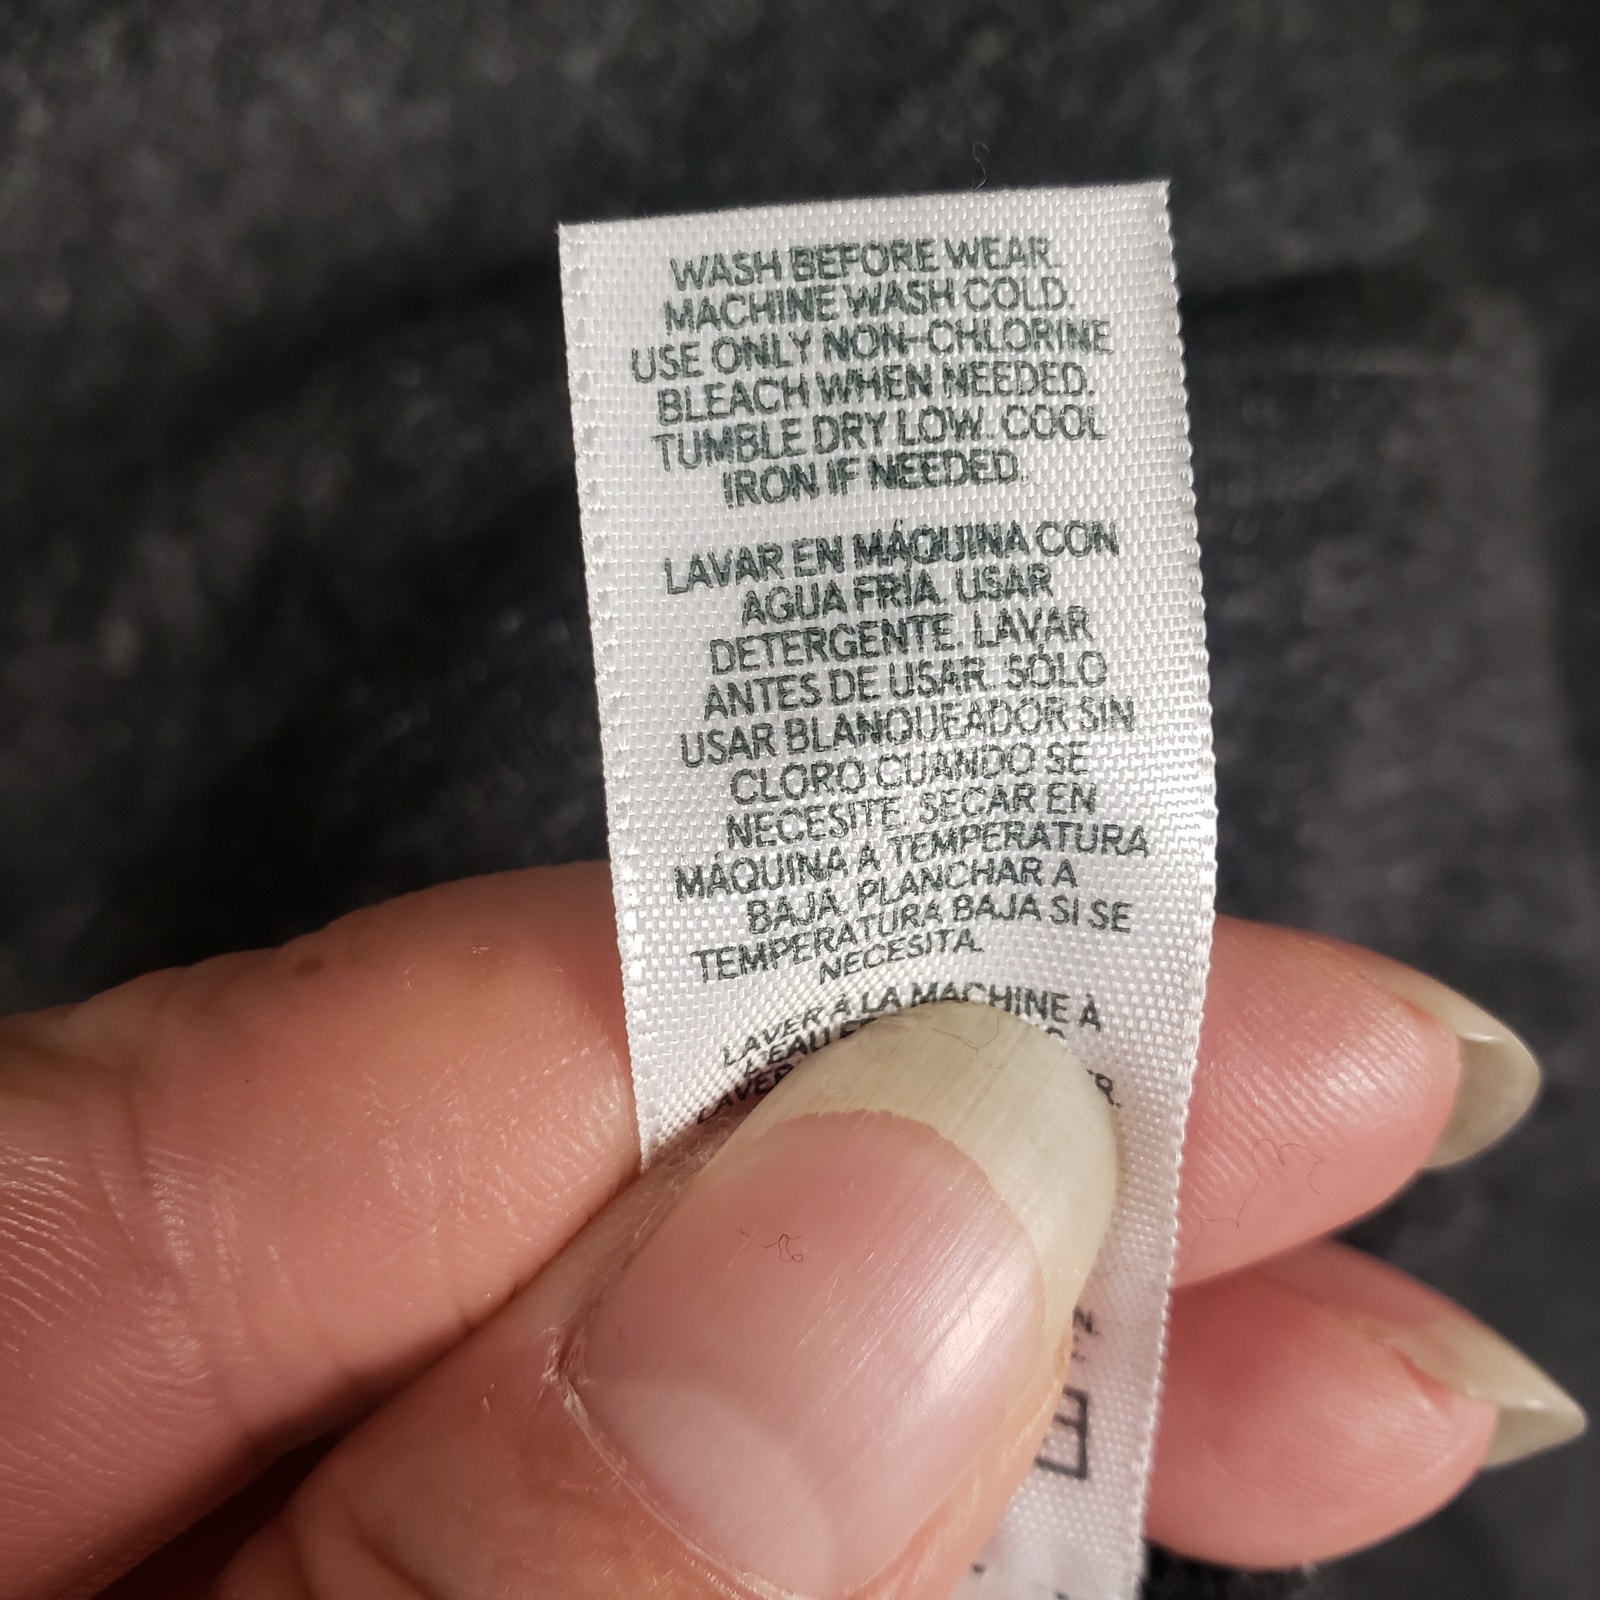 WASH BEFORE WEAR.
MACHINE WASH COLD.
USE ONLY NON-CHLORINE
BLEACH WHEN NEEDED.
TUMBLE DRY LOW. COOL
IRON IF NEEDED.
LAVAR EN MÁQUINA CON
AGUA FRÍA. USAR
DETERGENTE. LAVAR
ANTES DE USAR. SÓLO
USAR BLANQUEADOR SIN
CLORO CUANDO SE
NECESITE. SECAR EN
MÁQUINA A TEMPERATURA
BAJA. PLANCHAR A
TEMPERATURA BAJA SI SE
NECESITA.
LAVER À LA MACHINE À
L'EAU